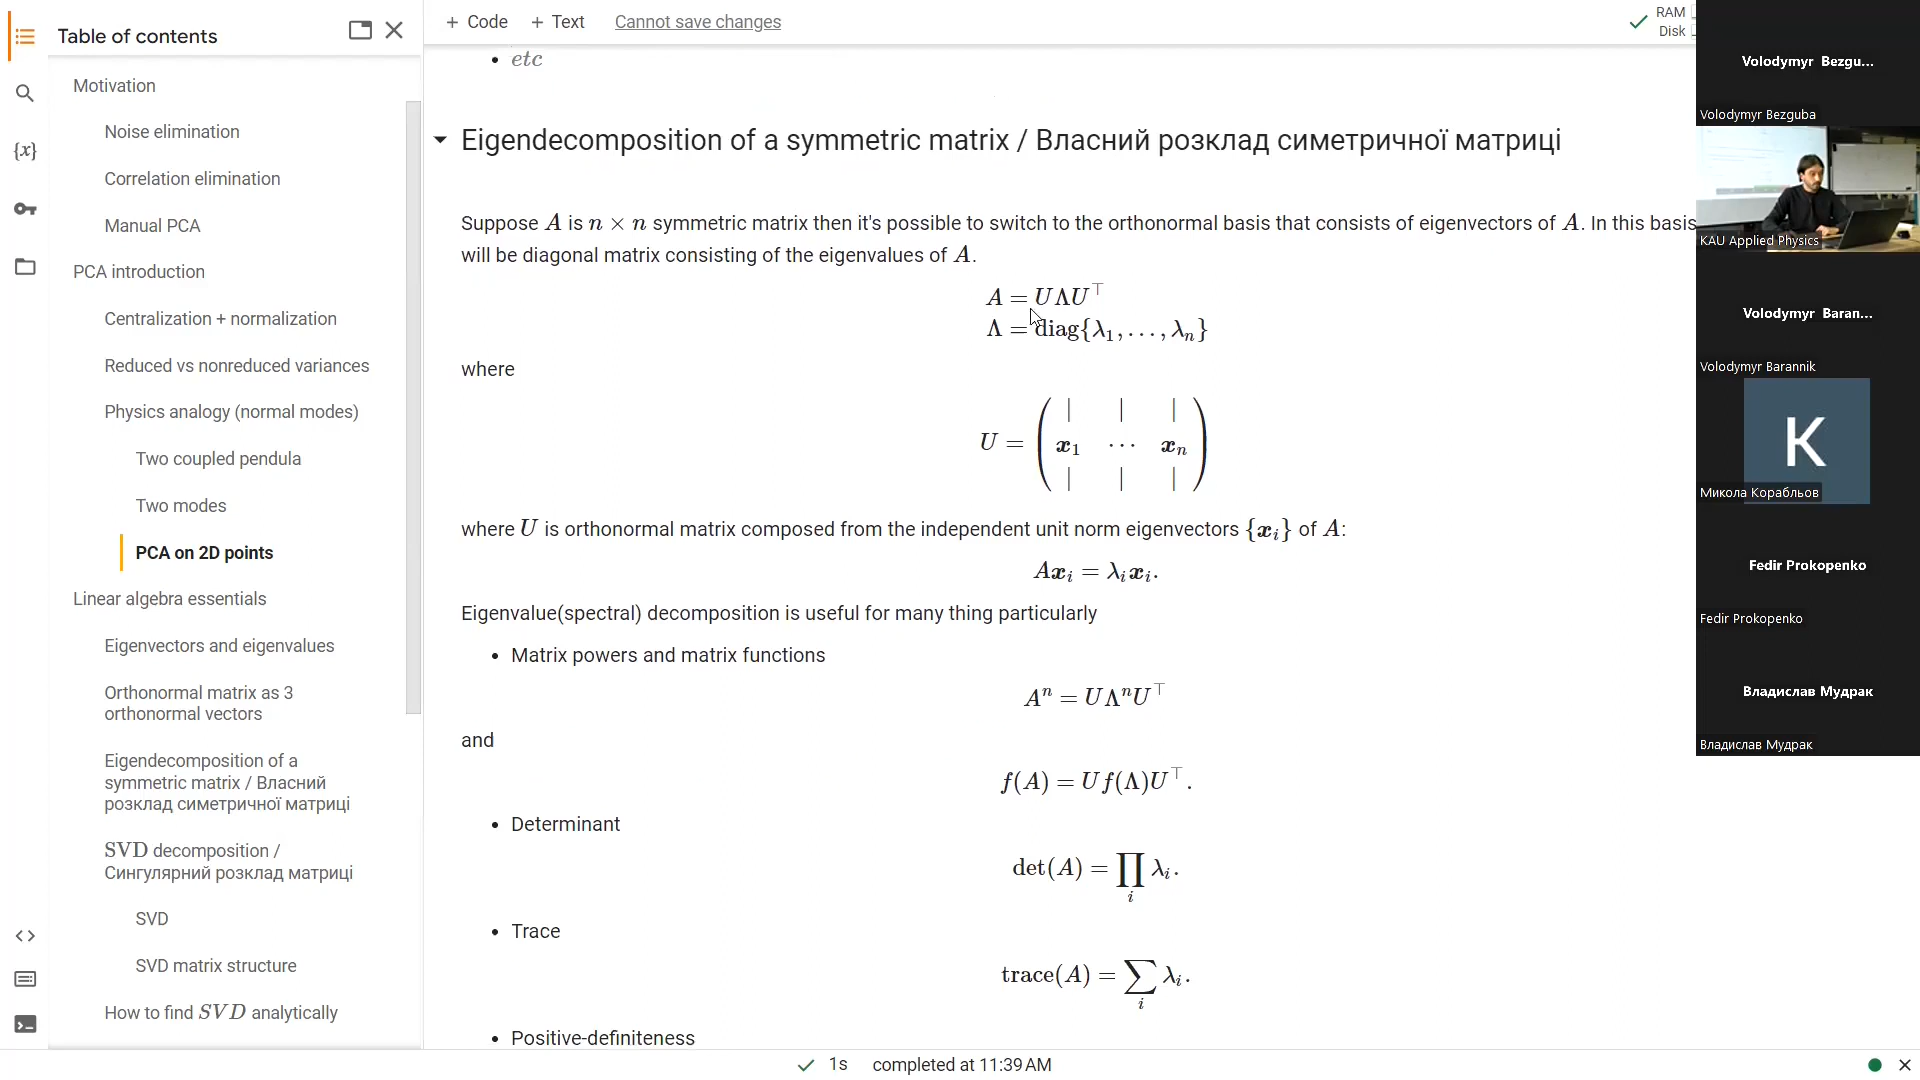 Table of contents
Motivation
Noise elimination
Correlation elimination
Manual PCA
PCA introduction
Centralization + normalization
Reduced vs nonreduced variances
Physics analogy (normal modes)
Two coupled pendula
Two modes
PCA on 2D points
Linear algebra essentials
Eigenvectors and eigenvalues
Orthonormal matrix as 3
orthonormal vectors
Eigendecomposition of a
symmetric matrix / Власний
розклад симетричної матриці
SVD decomposition /
Сингулярний розклад матриці
SVD
SVD matrix structure
How to find SVD analytically
+ Code + Text Cannot save changes
RAM
Disk
• etc
Eigendecomposition of a symmetric matrix / Власний розклад симетричної матриці
Suppose A is n × n symmetric matrix then it's possible to switch to the orthonormal basis that consists of eigenvectors of A. In this basis
will be diagonal matrix consisting of the eigenvalues of A.
A = UΛU⊤
Λ = diag{λ₁, . . . , λₙ}
where
U = ( | | |
x₁ ⋯ xₙ
| | | )
where U is orthonormal matrix composed from the independent unit norm eigenvectors {xᵢ} of A:
Axᵢ = λᵢxᵢ.
Eigenvalue(spectral) decomposition is useful for many thing particularly
• Matrix powers and matrix functions
Aⁿ = UΛⁿU⊤
and
f(A) = Uf(Λ)U⊤.
• Determinant
det(A) = ∏ᵢ λᵢ.
• Trace
trace(A) = ∑ᵢ λᵢ.
• Positive-definiteness
1s completed at 11:39 AM
Volodymyr Bezgu...
Volodymyr Bezguba
KAU Applied Physics
Volodymyr Baran...
Volodymyr Barannik
K
Микола Корабльов
Fedir Prokopenko
Fedir Prokopenko
Владислав Мудрак
Владислав Мудрак